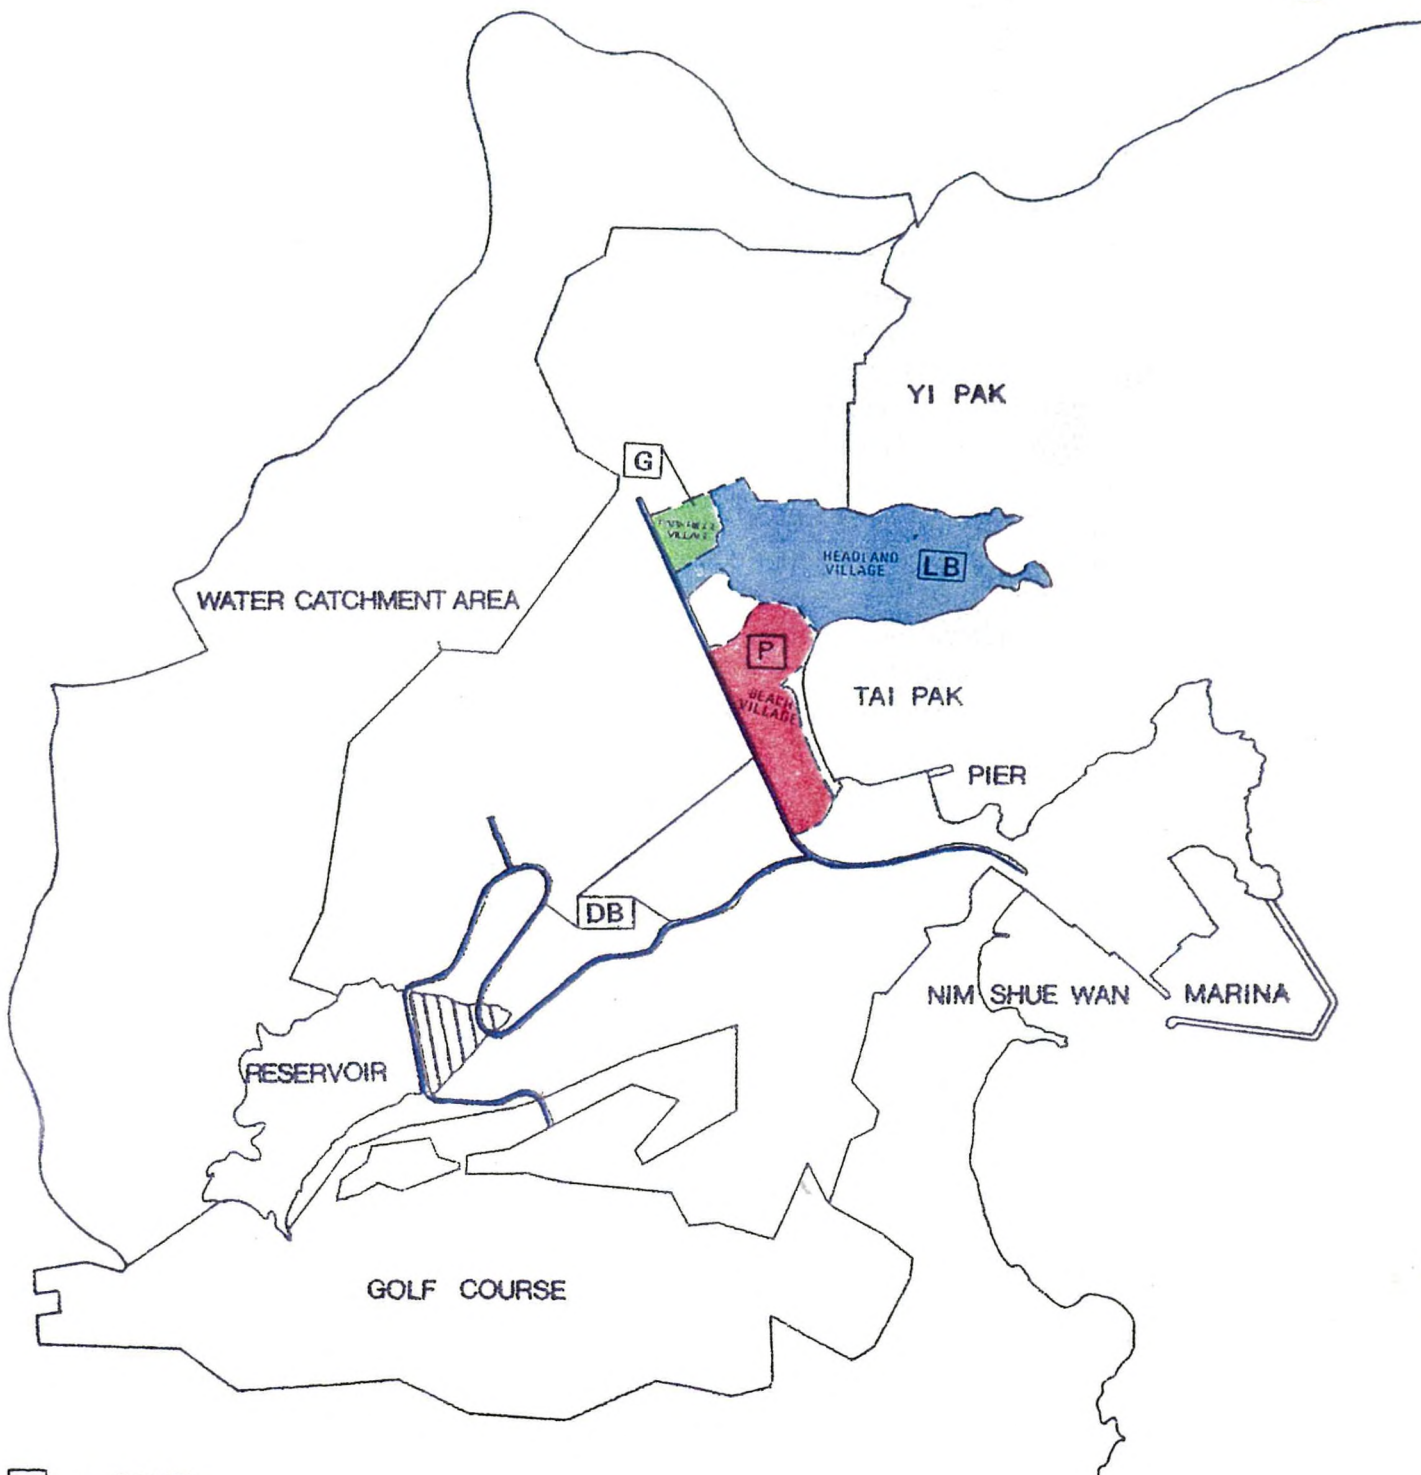 YI PAK
G
VILLAGE
HEADLAND
VILLAGE
LB
WATER CATCHMENT AREA
P
BEACH
VILLAGE
TAI PAK
PIER
DB
NIM SHUE WAN
MARINA
RESERVOIR
GOLF COURSE